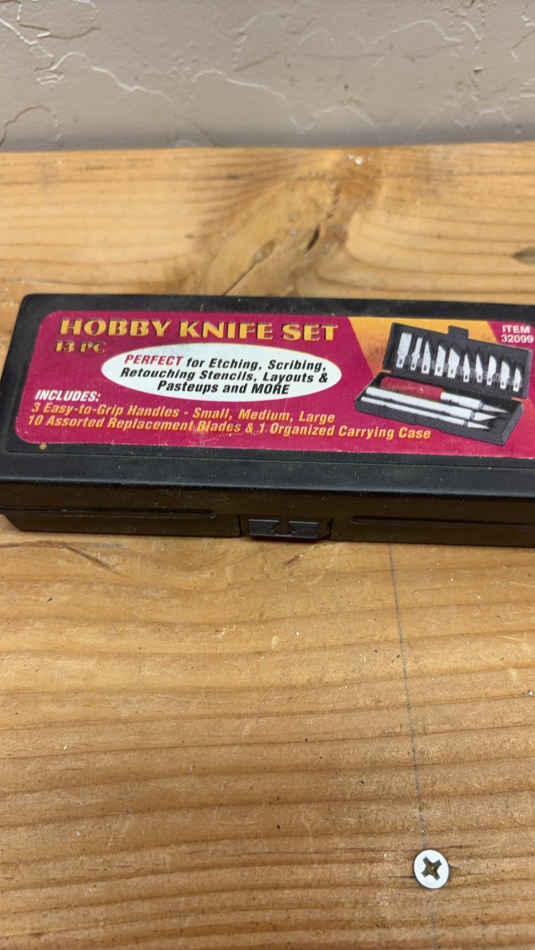 HOBBY KNIFE SET
13 PC
PERFECT for Etching, Scribing,
Retouching Stencils, Layouts &
Pasteups and MORE
ITEM
32099
INCLUDES:
3 Easy-to-Grip Handles - Small, Medium, Large
10 Assorted Replacement Blades & 1 Organized Carrying Case